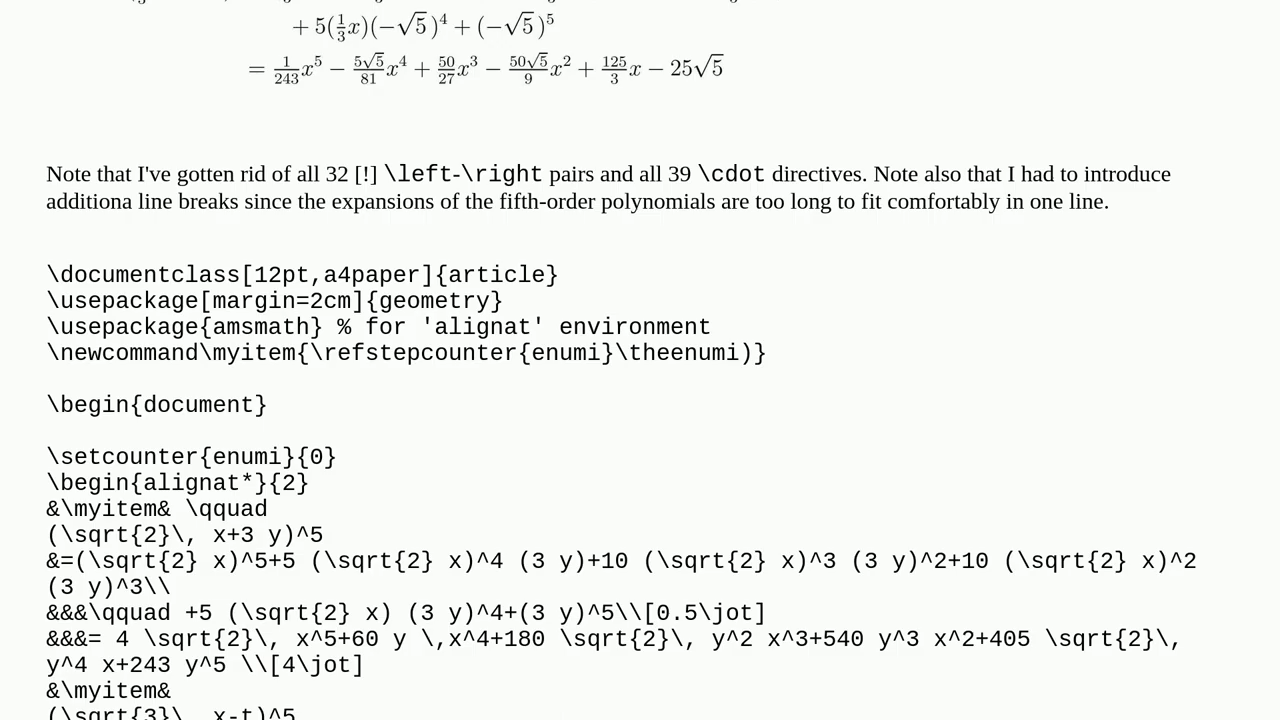 + 5(1/3 x)(−√5)^4 + (−√5)^5
= 1/243 x^5 − 5√5/81 x^4 + 50/27 x^3 − 50√5/9 x^2 + 125/3 x − 25√5
Note that I've gotten rid of all 32 [!] \left-\right pairs and all 39 \cdot directives. Note also that I had to introduce
additiona line breaks since the expansions of the fifth-order polynomials are too long to fit comfortably in one line.
\documentclass[12pt,a4paper]{article}
\usepackage[margin=2cm]{geometry}
\usepackage{amsmath} % for 'alignat' environment
\newcommand\myitem{\refstepcounter{enumi}\theenumi)}
\begin{document}
\setcounter{enumi}{0}
\begin{alignat*}{2}
&\myitem& \qquad
(\sqrt{2}\, x+3 y)^5
&=(\sqrt{2} x)^5+5 (\sqrt{2} x)^4 (3 y)+10 (\sqrt{2} x)^3 (3 y)^2+10 (\sqrt{2} x)^2
(3 y)^3\\
&&&\qquad +5 (\sqrt{2} x) (3 y)^4+(3 y)^5\\[0.5\jot]
&&&= 4 \sqrt{2}\, x^5+60 y \,x^4+180 \sqrt{2}\, y^2 x^3+540 y^3 x^2+405 \sqrt{2}\,
y^4 x+243 y^5 \\[4\jot]
&\myitem&
(\sqrt{3}\, x-t)^5